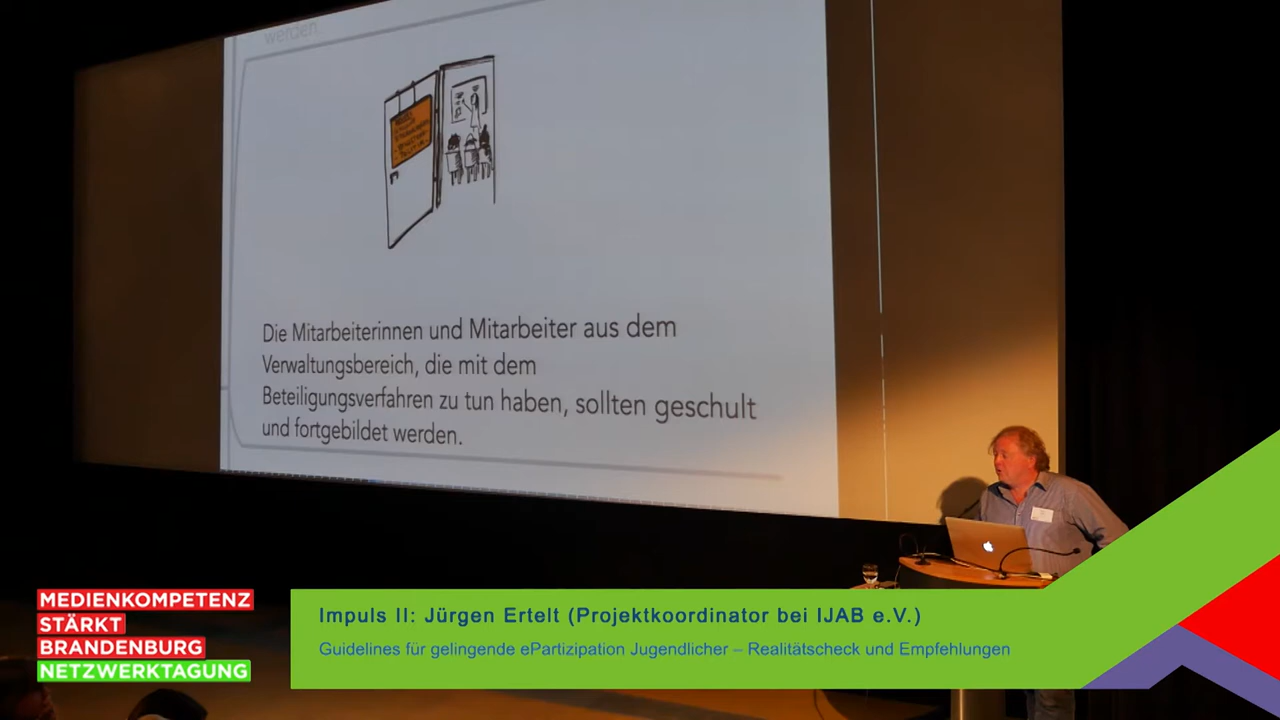 werden.
Die Mitarbeiterinnen und Mitarbeiter aus dem
Verwaltungsbereich, die mit dem
Beteiligungsverfahren zu tun haben, sollten geschult
und fortgebildet werden.
MEDIENKOMPETENZ
STÄRKT
BRANDENBURG
NETZWERKTAGUNG
Impuls II: Jürgen Ertelt (Projektkoordinator bei IJAB e.V.)
Guidelines für gelingende ePartizipation Jugendlicher – Realitätscheck und Empfehlungen